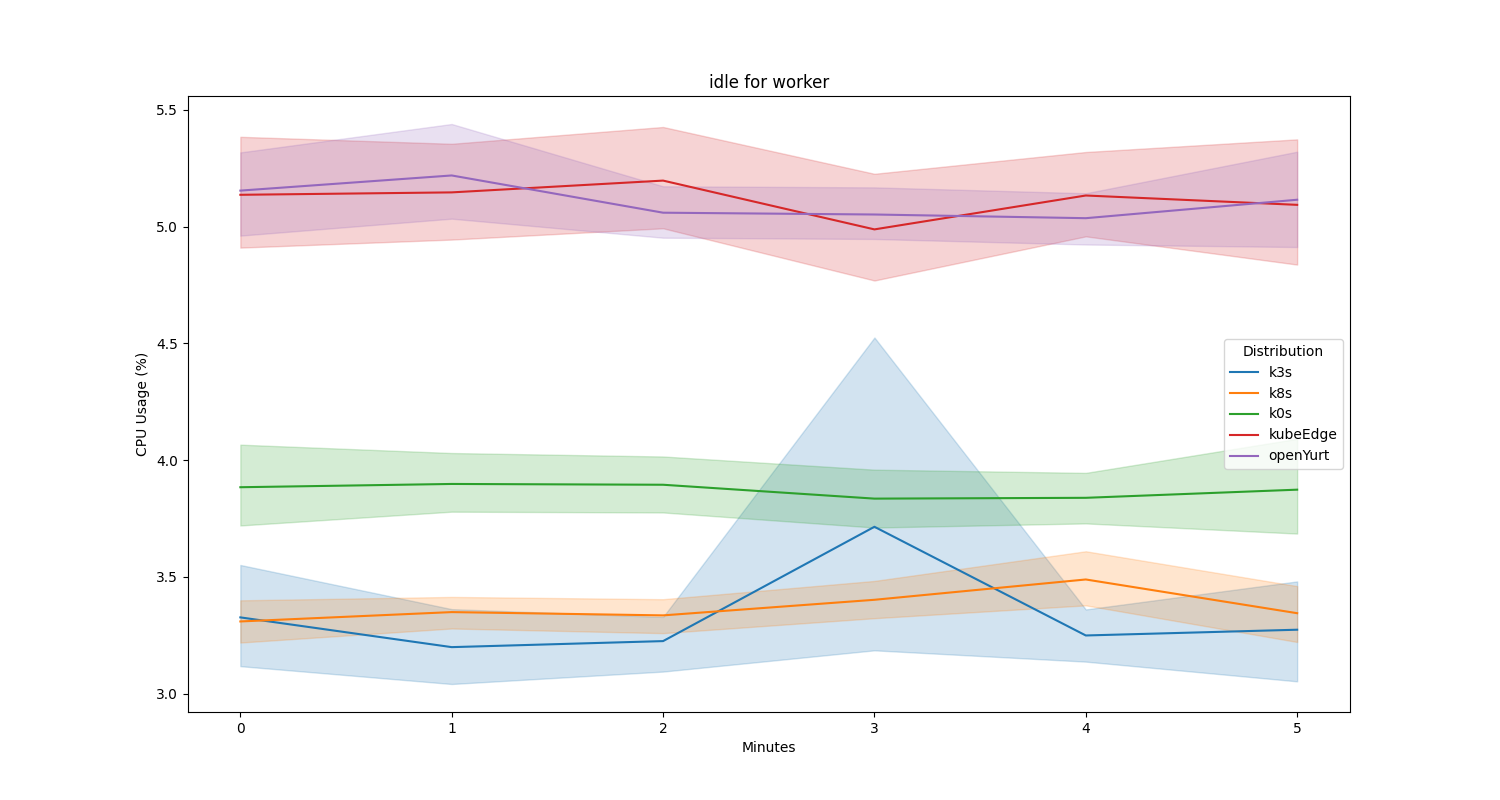 idle for worker
5.5
5.0
4.5
4.0
3.5
3.0
CPU Usage (%)
Distribution
k3s
k8s
k0s
kubeEdge
openYurt
0 1 2 3 4 5
Minutes